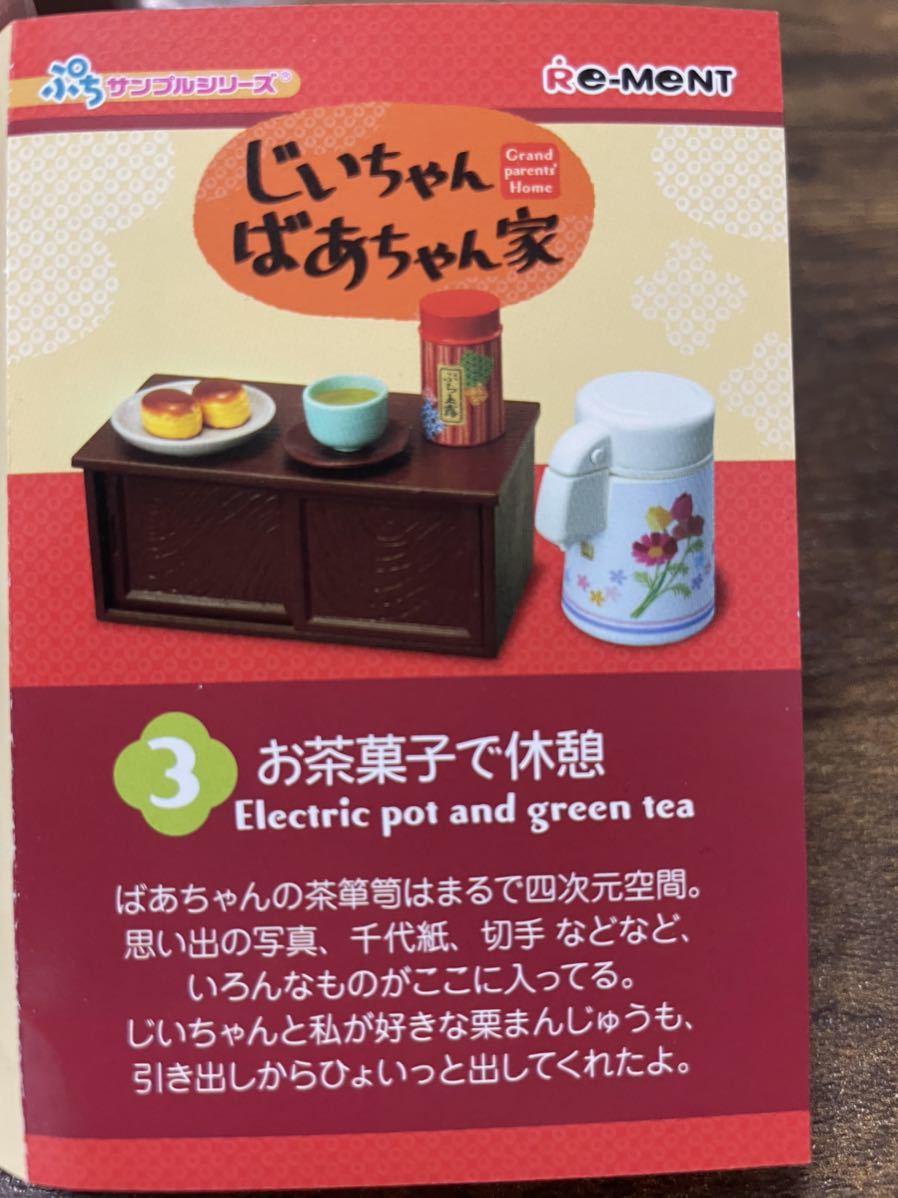 ぷちサンプルシリーズ®
Re-MeNT
じいちゃん
ばあちゃん家
Grand
parents'
Home
ぷち玉露
3
お茶菓子で休憩
Electric pot and green tea
ばあちゃんの茶箪笥はまるで四次元空間。
思い出の写真、千代紙、切手 などなど、
いろんなものがここに入ってる。
じいちゃんと私が好きな栗まんじゅうも、
引き出しからひょいっと出してくれたよ。